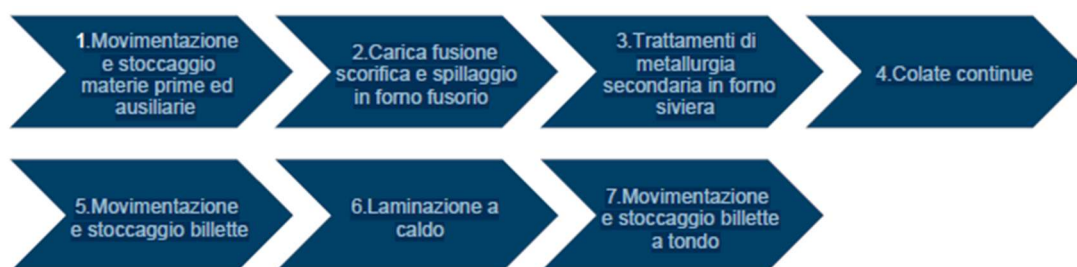 1.Movimentazione
e stoccaggio
materie prime ed
ausiliarie
2.Carica fusione
scorifica e spillaggio
in forno fusorio
3.Trattamenti di
metallurgia
secondaria in forno
siviera
4.Colate continue
5.Movimentazione
e stoccaggio billette
6.Laminazione a
caldo
7.Movimentazione
e stoccaggio billette
a tondo